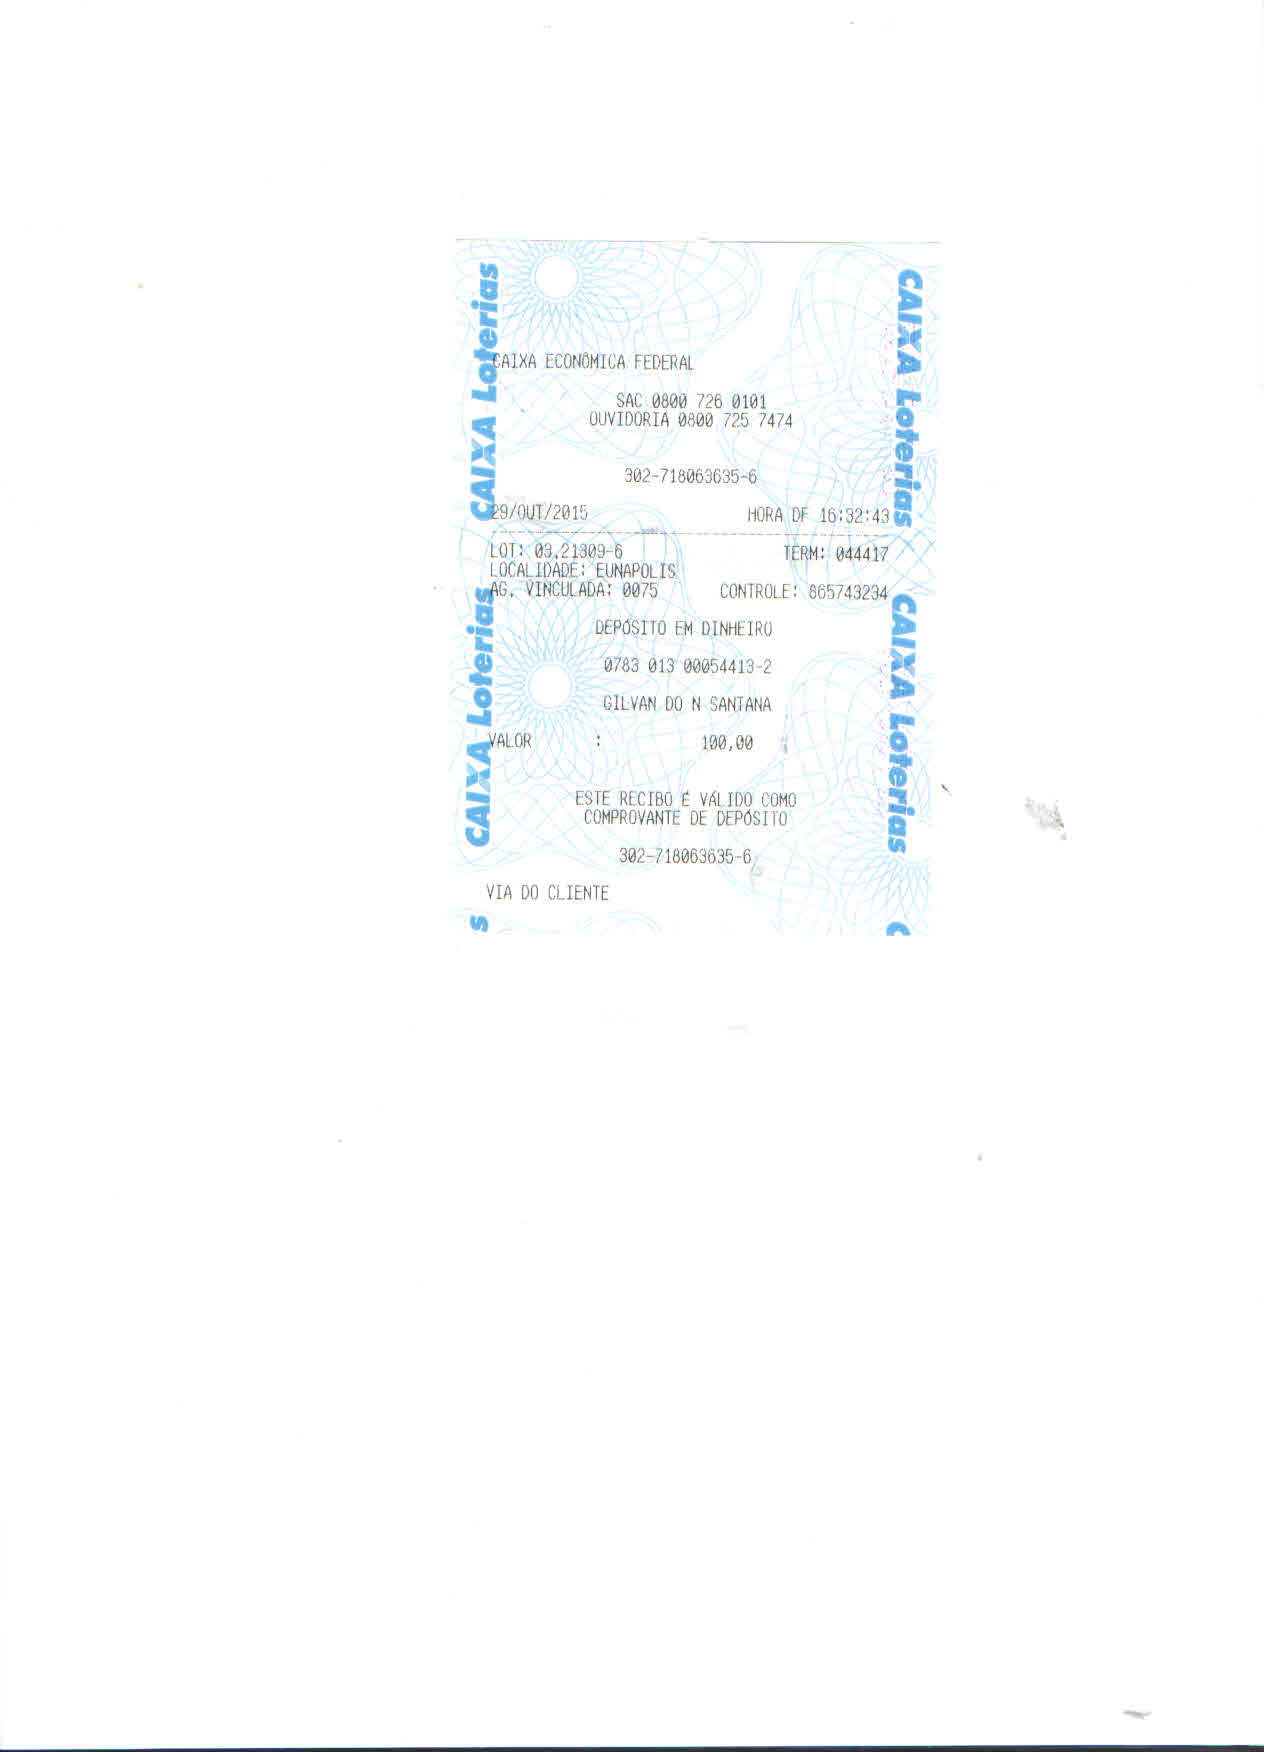 CAIXA ECONÔMICA FEDERAL
SAC 0800 726 0101
OUVIDORIA 0800 725 7474
302-718063635-6
29/OUT/2015 HORA DF 16:32:43
LOT: 03.21309-6 TERM: 044417
LOCALIDADE: EUNAPOLIS
AG. VINCULADA: 0075 CONTROLE: 865743234
DEPÓSITO EM DINHEIRO
0783 013 00054413-2
GILVAN DO N SANTANA
VALOR : 100,00
ESTE RECIBO É VÁLIDO COMO
COMPROVANTE DE DEPÓSITO
302-718063635-6
VIA DO CLIENTE
CAIXA Loterias
CAIXA Loterias
s
CAIXA Loterias
CAIXA Loterias
C